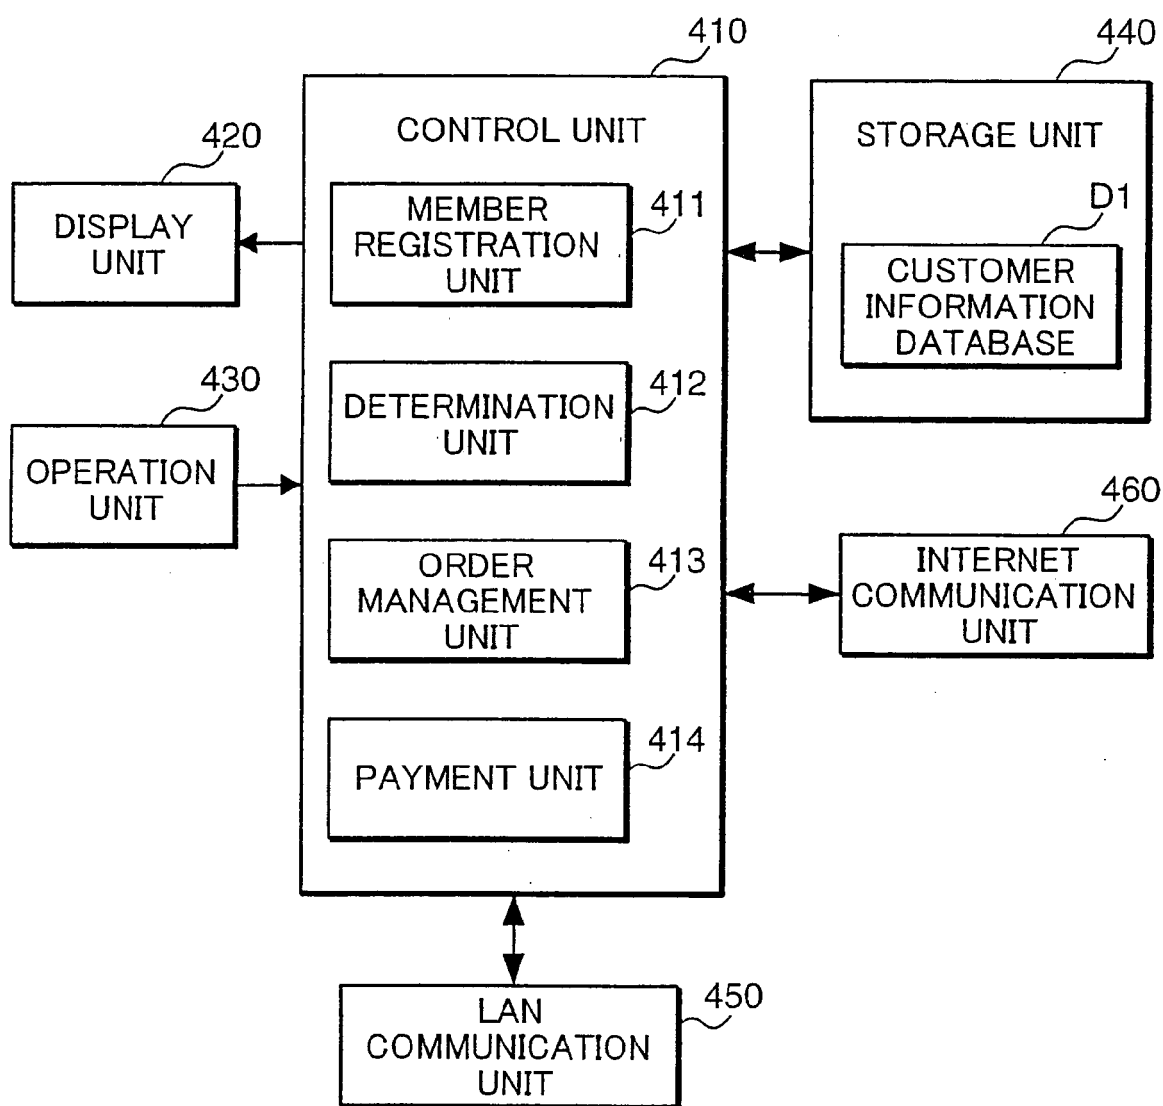 410
CONTROL UNIT
420
DISPLAY
UNIT
430
OPERATION
UNIT
MEMBER
REGISTRATION
UNIT
411
DETERMINATION
UNIT
412
ORDER
MANAGEMENT
UNIT
413
PAYMENT UNIT
414
440
STORAGE UNIT
D1
CUSTOMER
INFORMATION
DATABASE
460
INTERNET
COMMUNICATION
UNIT
450
LAN
COMMUNICATION
UNIT